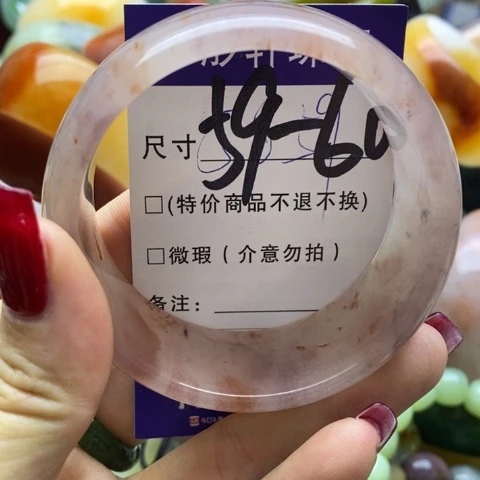 尺寸 59-60
□(特价商品不退不换)
□微瑕(介意勿拍)
备注: